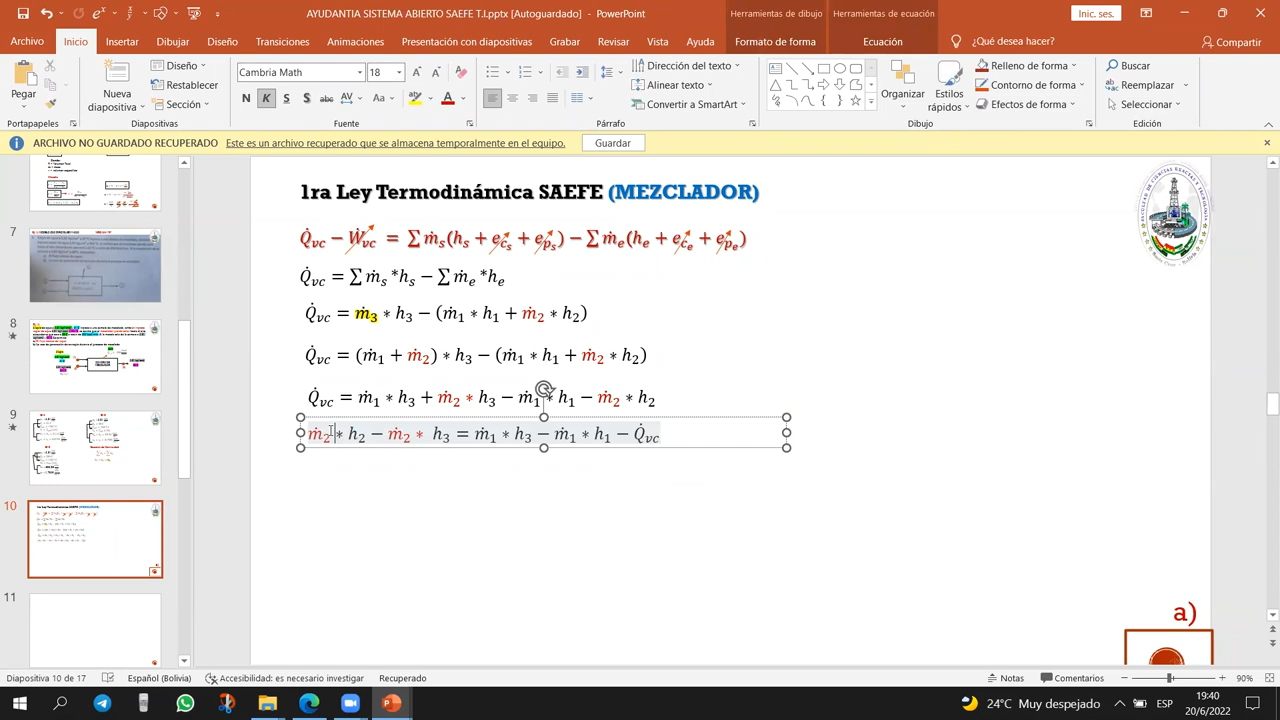 AYUDANTIA SISTEMA ABIERTO SAEFE T.I.pptx [Autoguardado] - PowerPoint
Herramientas de dibujo
Herramientas de ecuación
Inic. ses.
Archivo
Inicio
Insertar
Dibujar
Diseño
Transiciones
Animaciones
Presentación con diapositivas
Grabar
Revisar
Vista
Ayuda
Formato de forma
Ecuación
¿Qué desea hacer?
Compartir
Pegar
Nueva diapositiva
Diseño
Restablecer
Sección
Cambria Math
18
N K S S abc AV Aa
Dirección del texto
Alinear texto
Convertir a SmartArt
Organizar
Estilos rápidos
Relleno de forma
Contorno de forma
Efectos de forma
Buscar
Reemplazar
Seleccionar
Portapapeles
Diapositivas
Fuente
Párrafo
Dibujo
Edición
ARCHIVO NO GUARDADO RECUPERADO
Este es un archivo recuperado que se almacena temporalmente en el equipo.
Guardar
7
8
9
10
11
1ra Ley Termodinámica SAEFE (MEZCLADOR)
Q̇vc − Ẇvc = ∑ ṁs(hs + ecs + eps) − ∑ ṁe(he + ece + epe)
Q̇vc = ∑ ṁs *hs − ∑ ṁe *he
Q̇vc = ṁ3 ∗ h3 − (ṁ1 ∗ h1 + ṁ2 ∗ h2)
Q̇vc = (ṁ1 + ṁ2) ∗ h3 − (ṁ1 ∗ h1 + ṁ2 ∗ h2)
Q̇vc = ṁ1 ∗ h3 + ṁ2 ∗ h3 − ṁ1 ∗ h1 − ṁ2 ∗ h2
ṁ2 ∗ h2 − ṁ2 ∗ h3 = ṁ1 ∗ h3 − ṁ1 ∗ h1 − Q̇vc
a)
Diapositiva 10 de 17
Español (Bolivia)
Accesibilidad: es necesario investigar
Recuperado
Notas
Comentarios
90%
24°C Muy despejado
ESP
19:40
20/6/2022